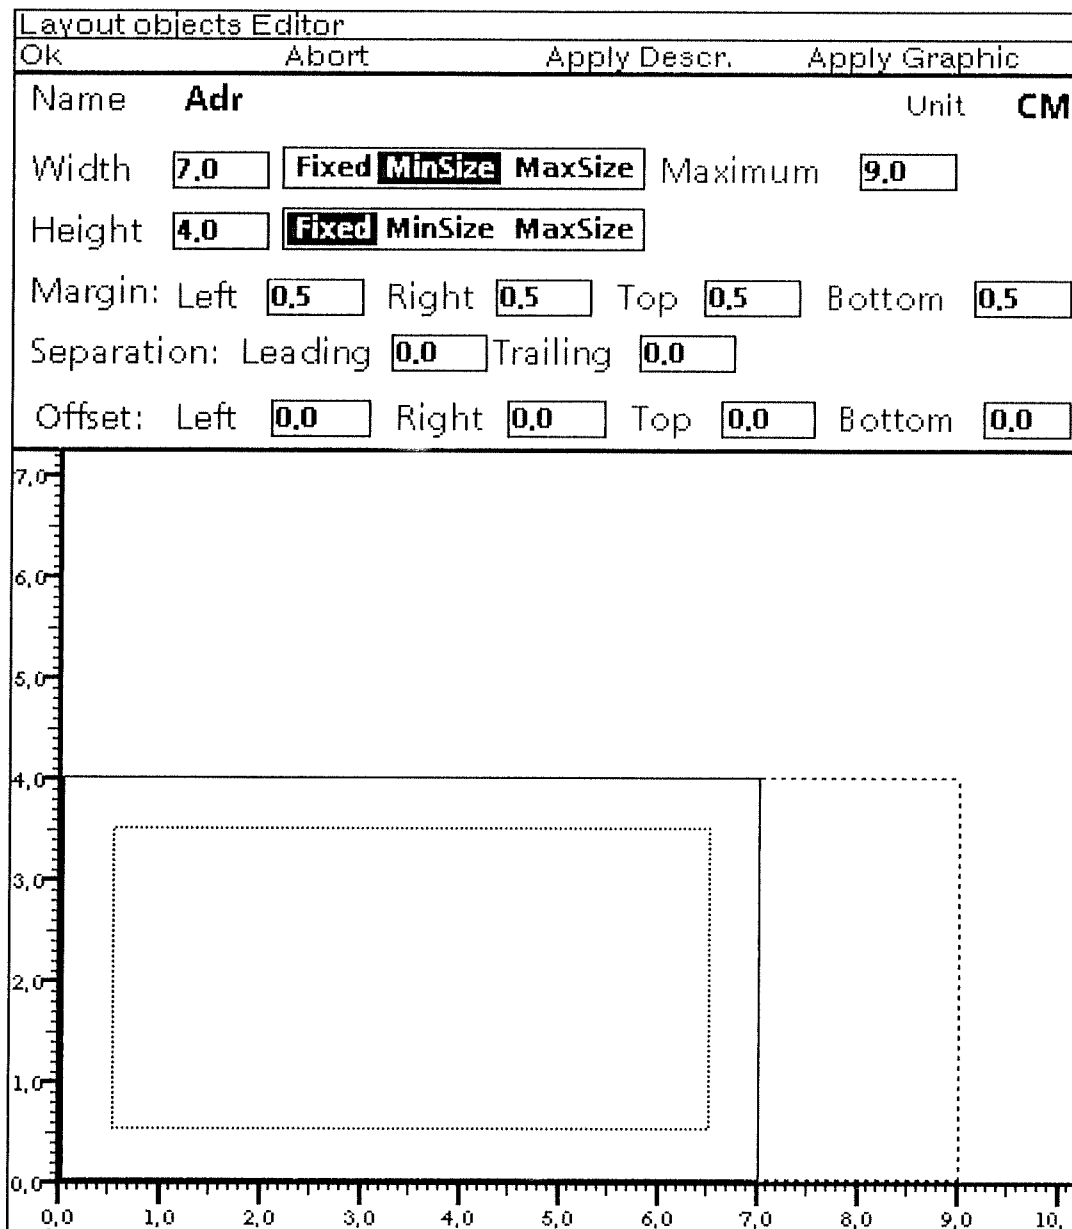 Layout objects Editor
Ok Abort Apply Descr. Apply Graphic
Name Adr Unit CM
Width 7.0 Fixed MinSize MaxSize Maximum 9.0
Height 4.0 Fixed MinSize MaxSize
Margin: Left 0.5 Right 0.5 Top 0.5 Bottom 0.5
Separation: Leading 0.0 Trailing 0.0
Offset: Left 0.0 Right 0.0 Top 0.0 Bottom 0.0
7,0
6,0
5,0
4,0
3,0
2,0
1,0
0,0
0,0 1,0 2,0 3,0 4,0 5,0 6,0 7,0 8,0 9,0 10,